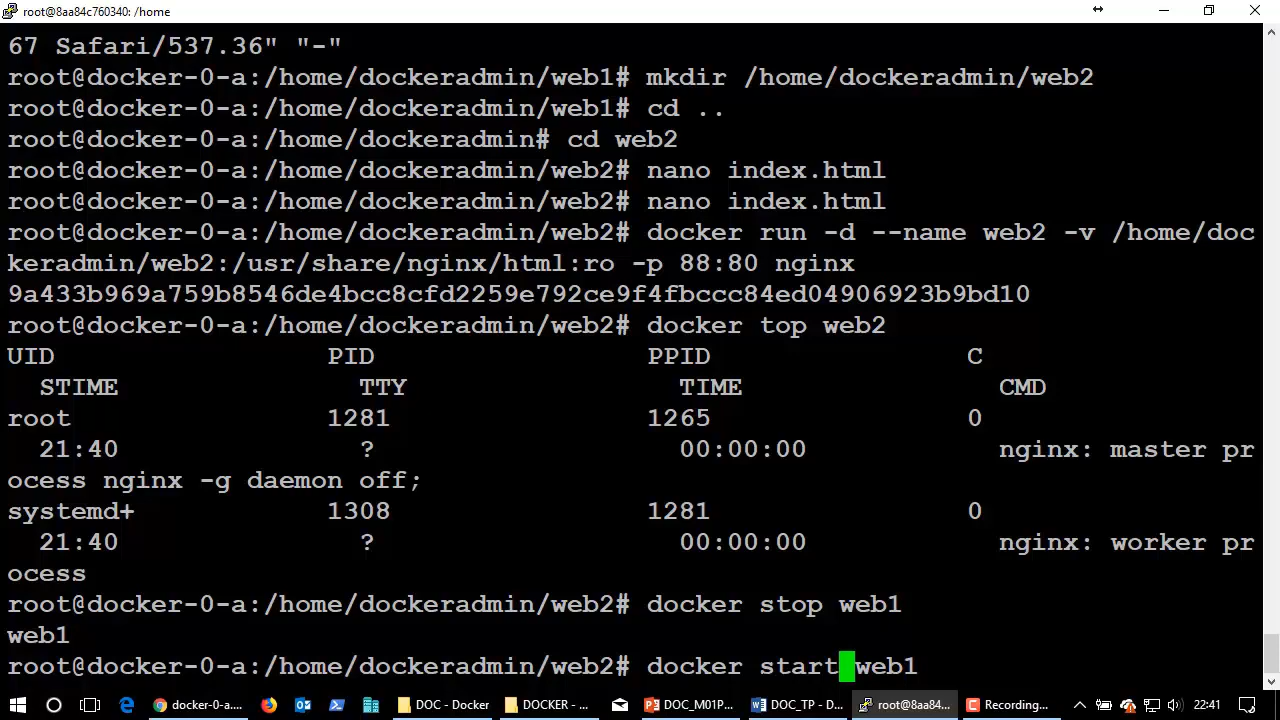 root@8aa84c760340: /home
67 Safari/537.36" "-"
root@docker-0-a:/home/dockeradmin/web1# mkdir /home/dockeradmin/web2
root@docker-0-a:/home/dockeradmin/web1# cd ..
root@docker-0-a:/home/dockeradmin# cd web2
root@docker-0-a:/home/dockeradmin/web2# nano index.html
root@docker-0-a:/home/dockeradmin/web2# nano index.html
root@docker-0-a:/home/dockeradmin/web2# docker run -d --name web2 -v /home/doc
keradmin/web2:/usr/share/nginx/html:ro -p 88:80 nginx
9a433b969a759b8546de4bcc8cfd2259e792ce9f4fbccc84ed04906923b9bd10
root@docker-0-a:/home/dockeradmin/web2# docker top web2
UID PID PPID C
STIME TTY TIME CMD
root 1281 1265 0
21:40 ? 00:00:00 nginx: master pr
ocess nginx -g daemon off;
systemd+ 1308 1281 0
21:40 ? 00:00:00 nginx: worker pr
ocess
root@docker-0-a:/home/dockeradmin/web2# docker stop web1
web1
root@docker-0-a:/home/dockeradmin/web2# docker start web1
docker-0-a.... DOC - Docker DOCKER - ... DOC_M01P... DOC_TP - D... root@8aa84... Recording... 22:41